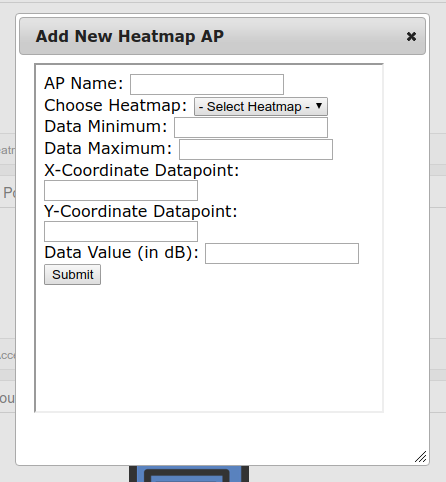 Add New Heatmap AP
AP Name:
Choose Heatmap: - Select Heatmap -
Data Minimum:
Data Maximum:
X-Coordinate Datapoint:
Y-Coordinate Datapoint:
Data Value (in dB):
Submit